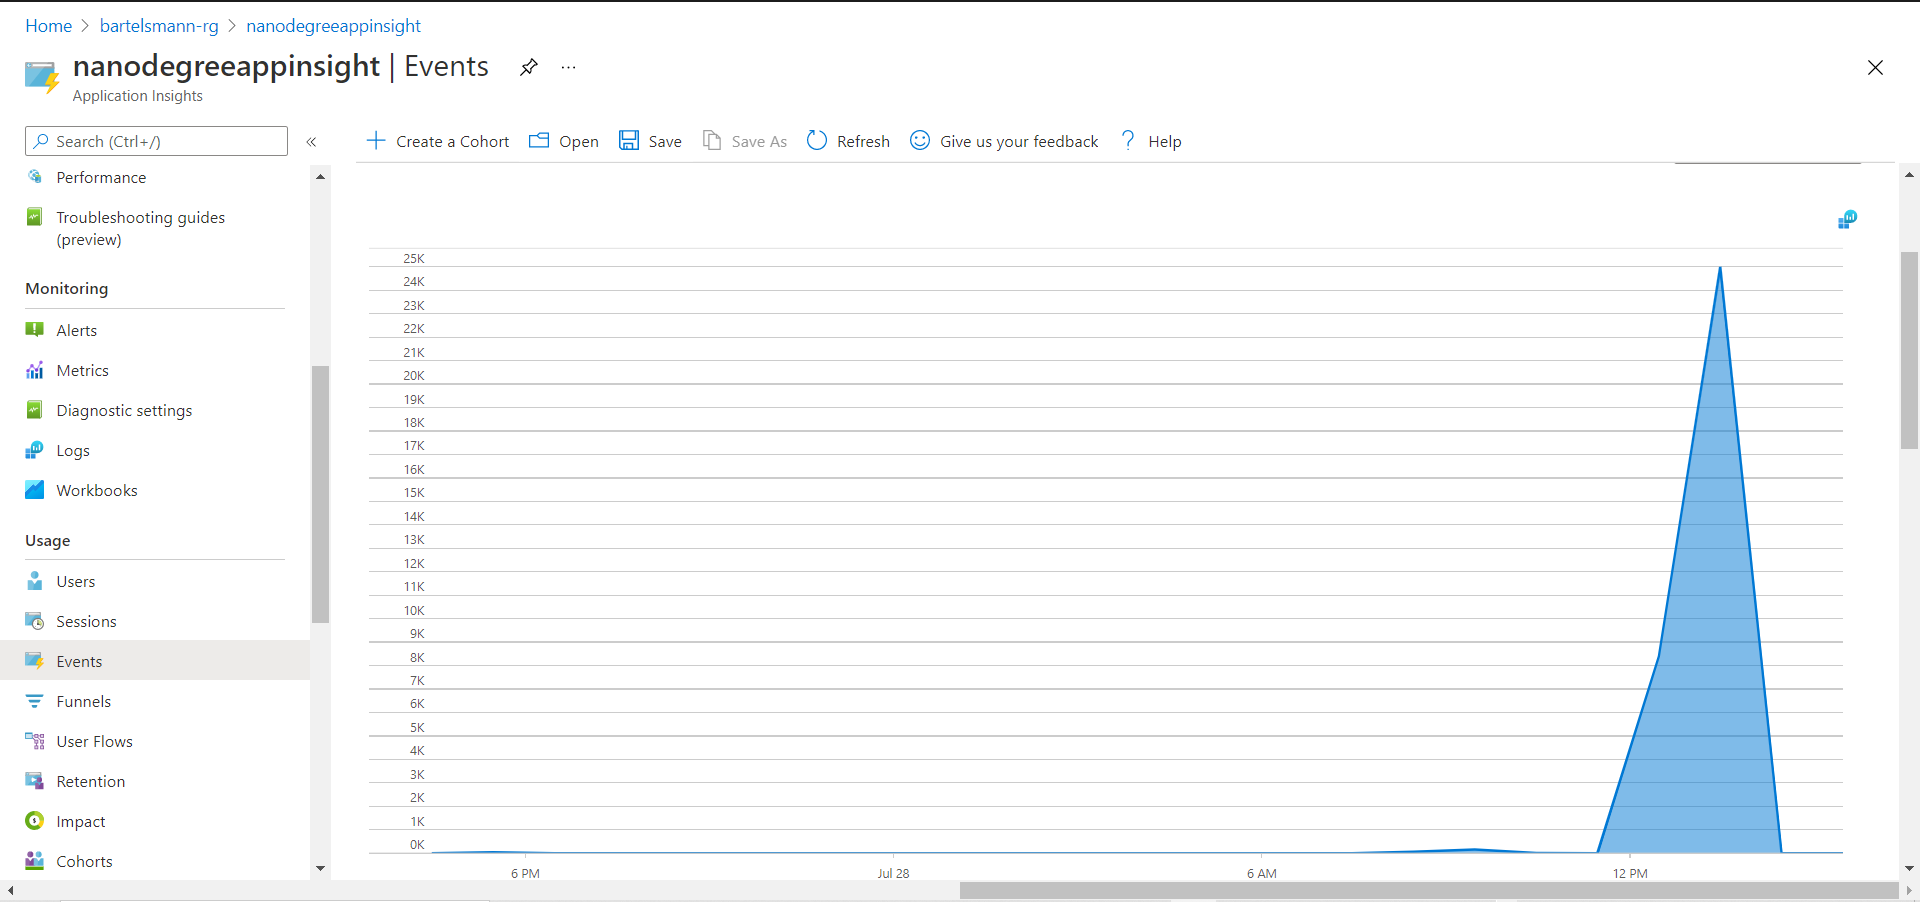 Home > bartelsmann-rg > nanodegreeappinsight
nanodegreeappinsight | Events ...
Application Insights
Search (Ctrl+/) «
Create a Cohort Open Save Save As Refresh Give us your feedback ? Help
Performance
Troubleshooting guides
(preview)
Monitoring
Alerts
Metrics
Diagnostic settings
Logs
Workbooks
Usage
Users
Sessions
Events
Funnels
User Flows
Retention
Impact
Cohorts
25K
24K
23K
22K
21K
20K
19K
18K
17K
16K
15K
14K
13K
12K
11K
10K
9K
8K
7K
6K
5K
4K
3K
2K
1K
0K
6 PM Jul 28 6 AM 12 PM